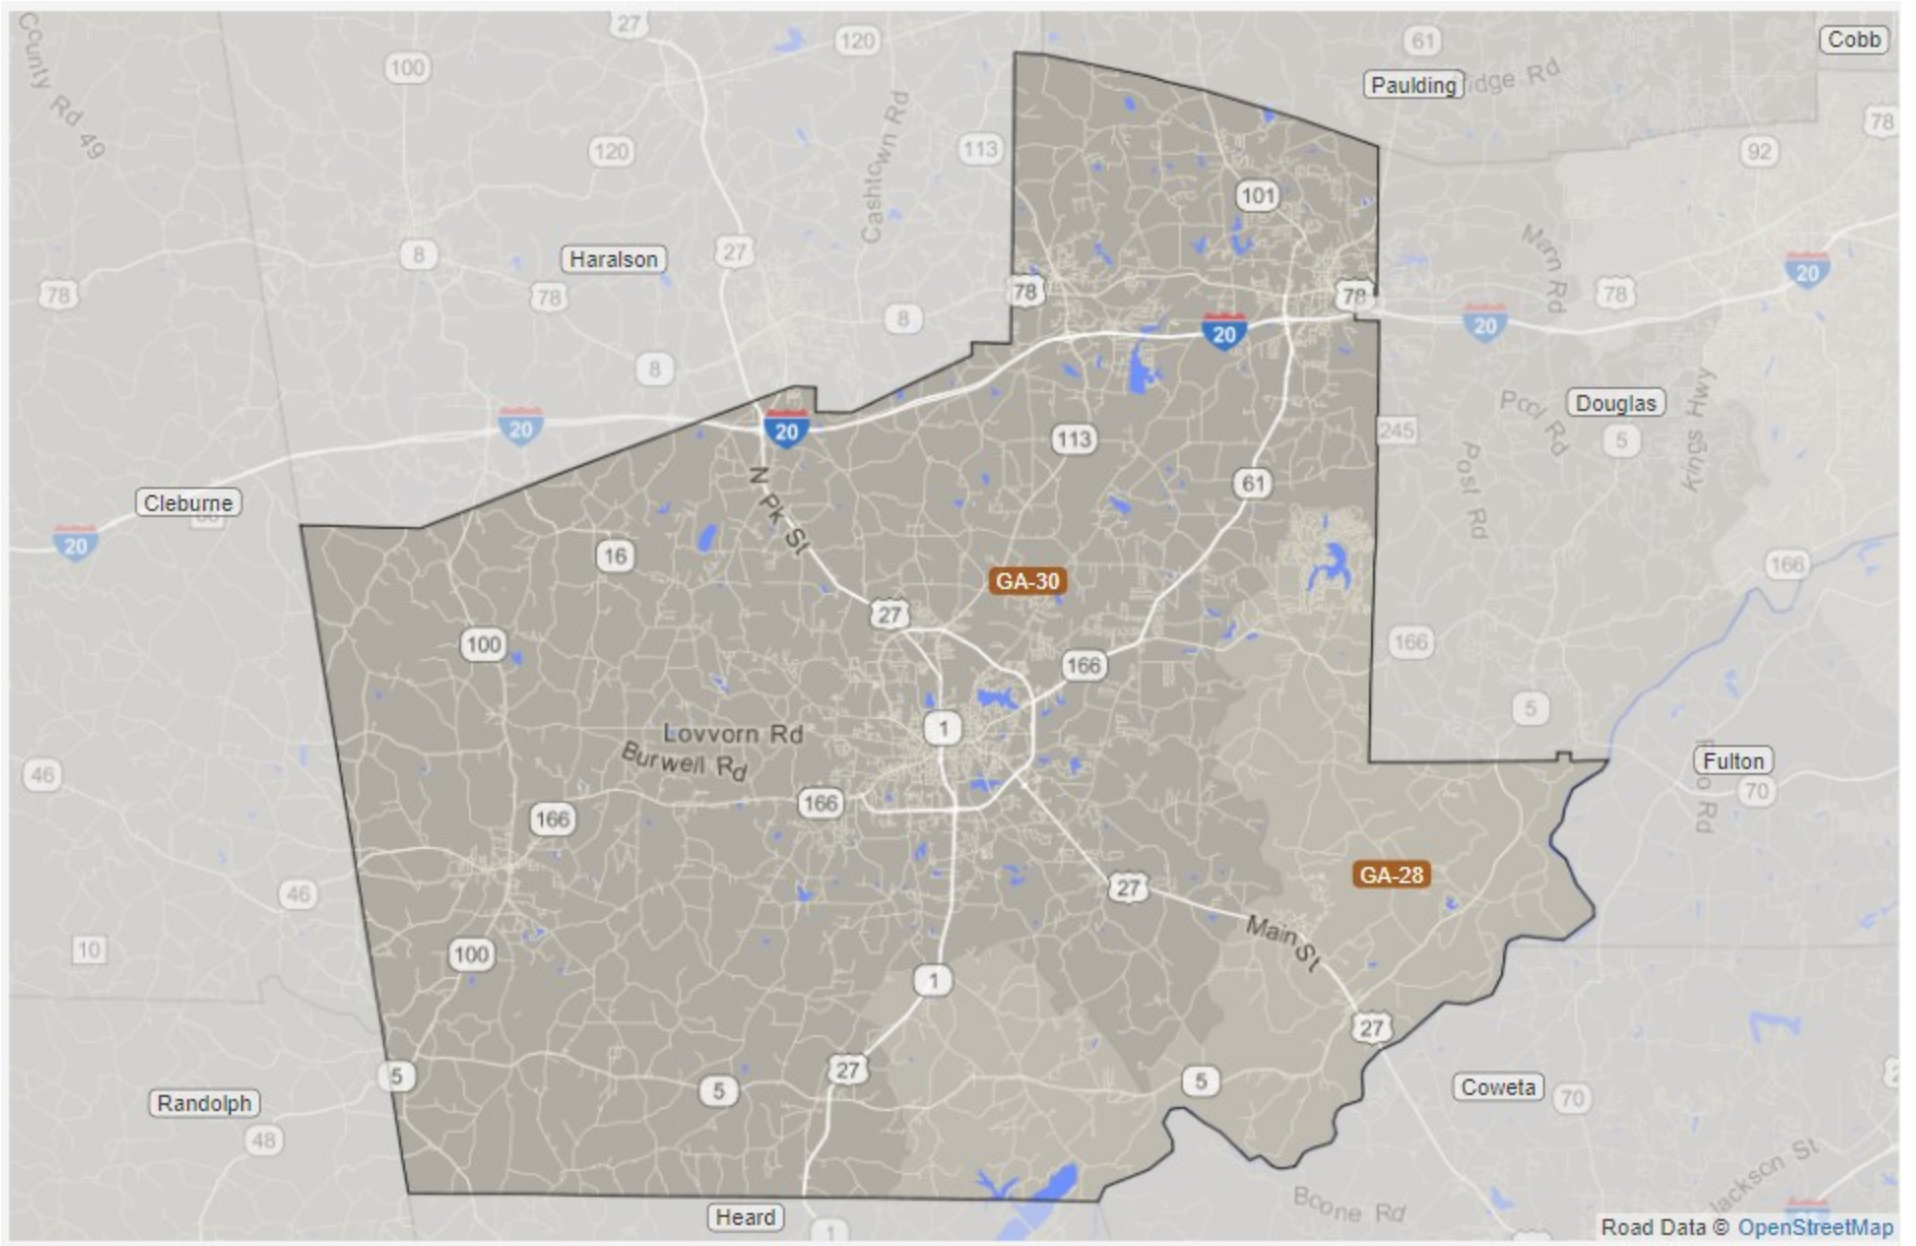 27
Cobb
120
61
County Rd 49
100
Paulding
idge Rd
78
120
113
92
Cashtown Rd
101
8
27
Haralson
Mann Rd
20
78
78
78
78
78
8
20
20
8
Pool Rd
Douglas
20
20
245
5
113
Kings Hwy
Post Rd
N Pk St
61
Cleburne
20
16
166
GA-30
27
100
166
166
5
1
Lovvorn Rd
Burwell Rd
Fulton
46
70
166
166
GA-28
27
46
Main St
10
100
1
27
5
27
5
5
Coweta
70
Randolph
48
Jackson St
Heard
Boone Rd
1
Road Data © OpenStreetMap